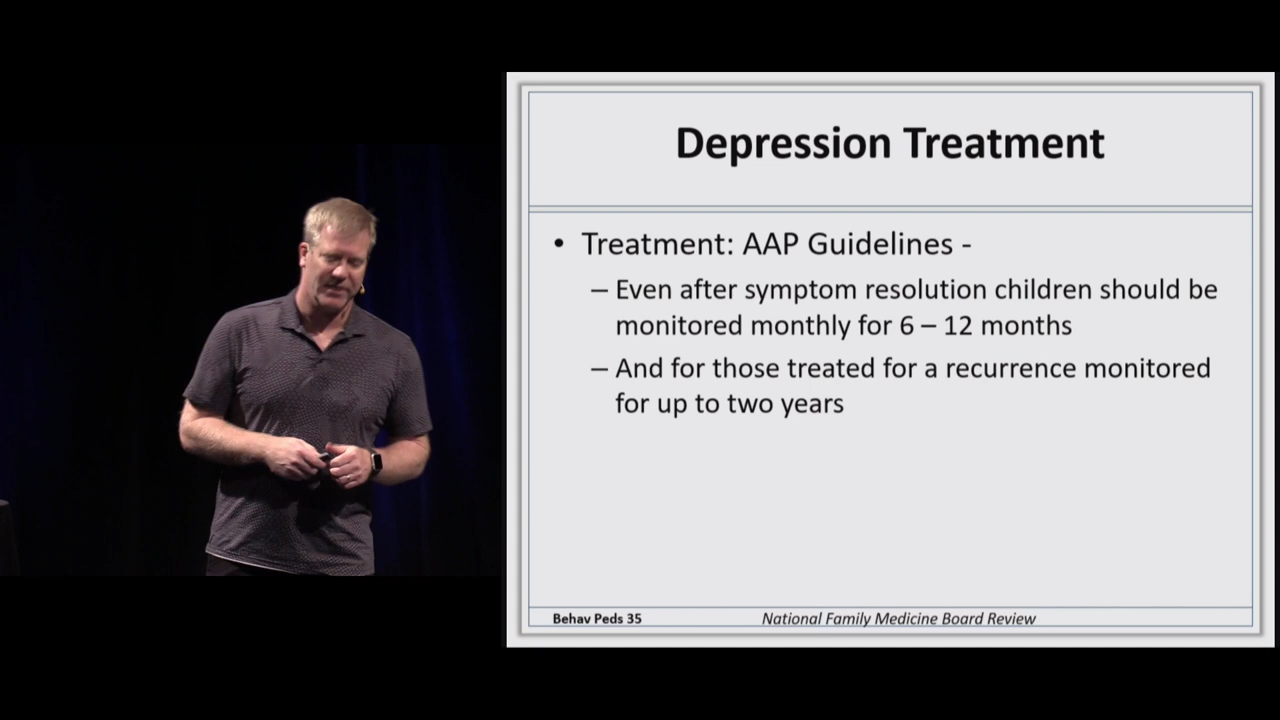 Depression Treatment
• Treatment: AAP Guidelines -
– Even after symptom resolution children should be
monitored monthly for 6 – 12 months
– And for those treated for a recurrence monitored
for up to two years
Behav Peds 35
National Family Medicine Board Review